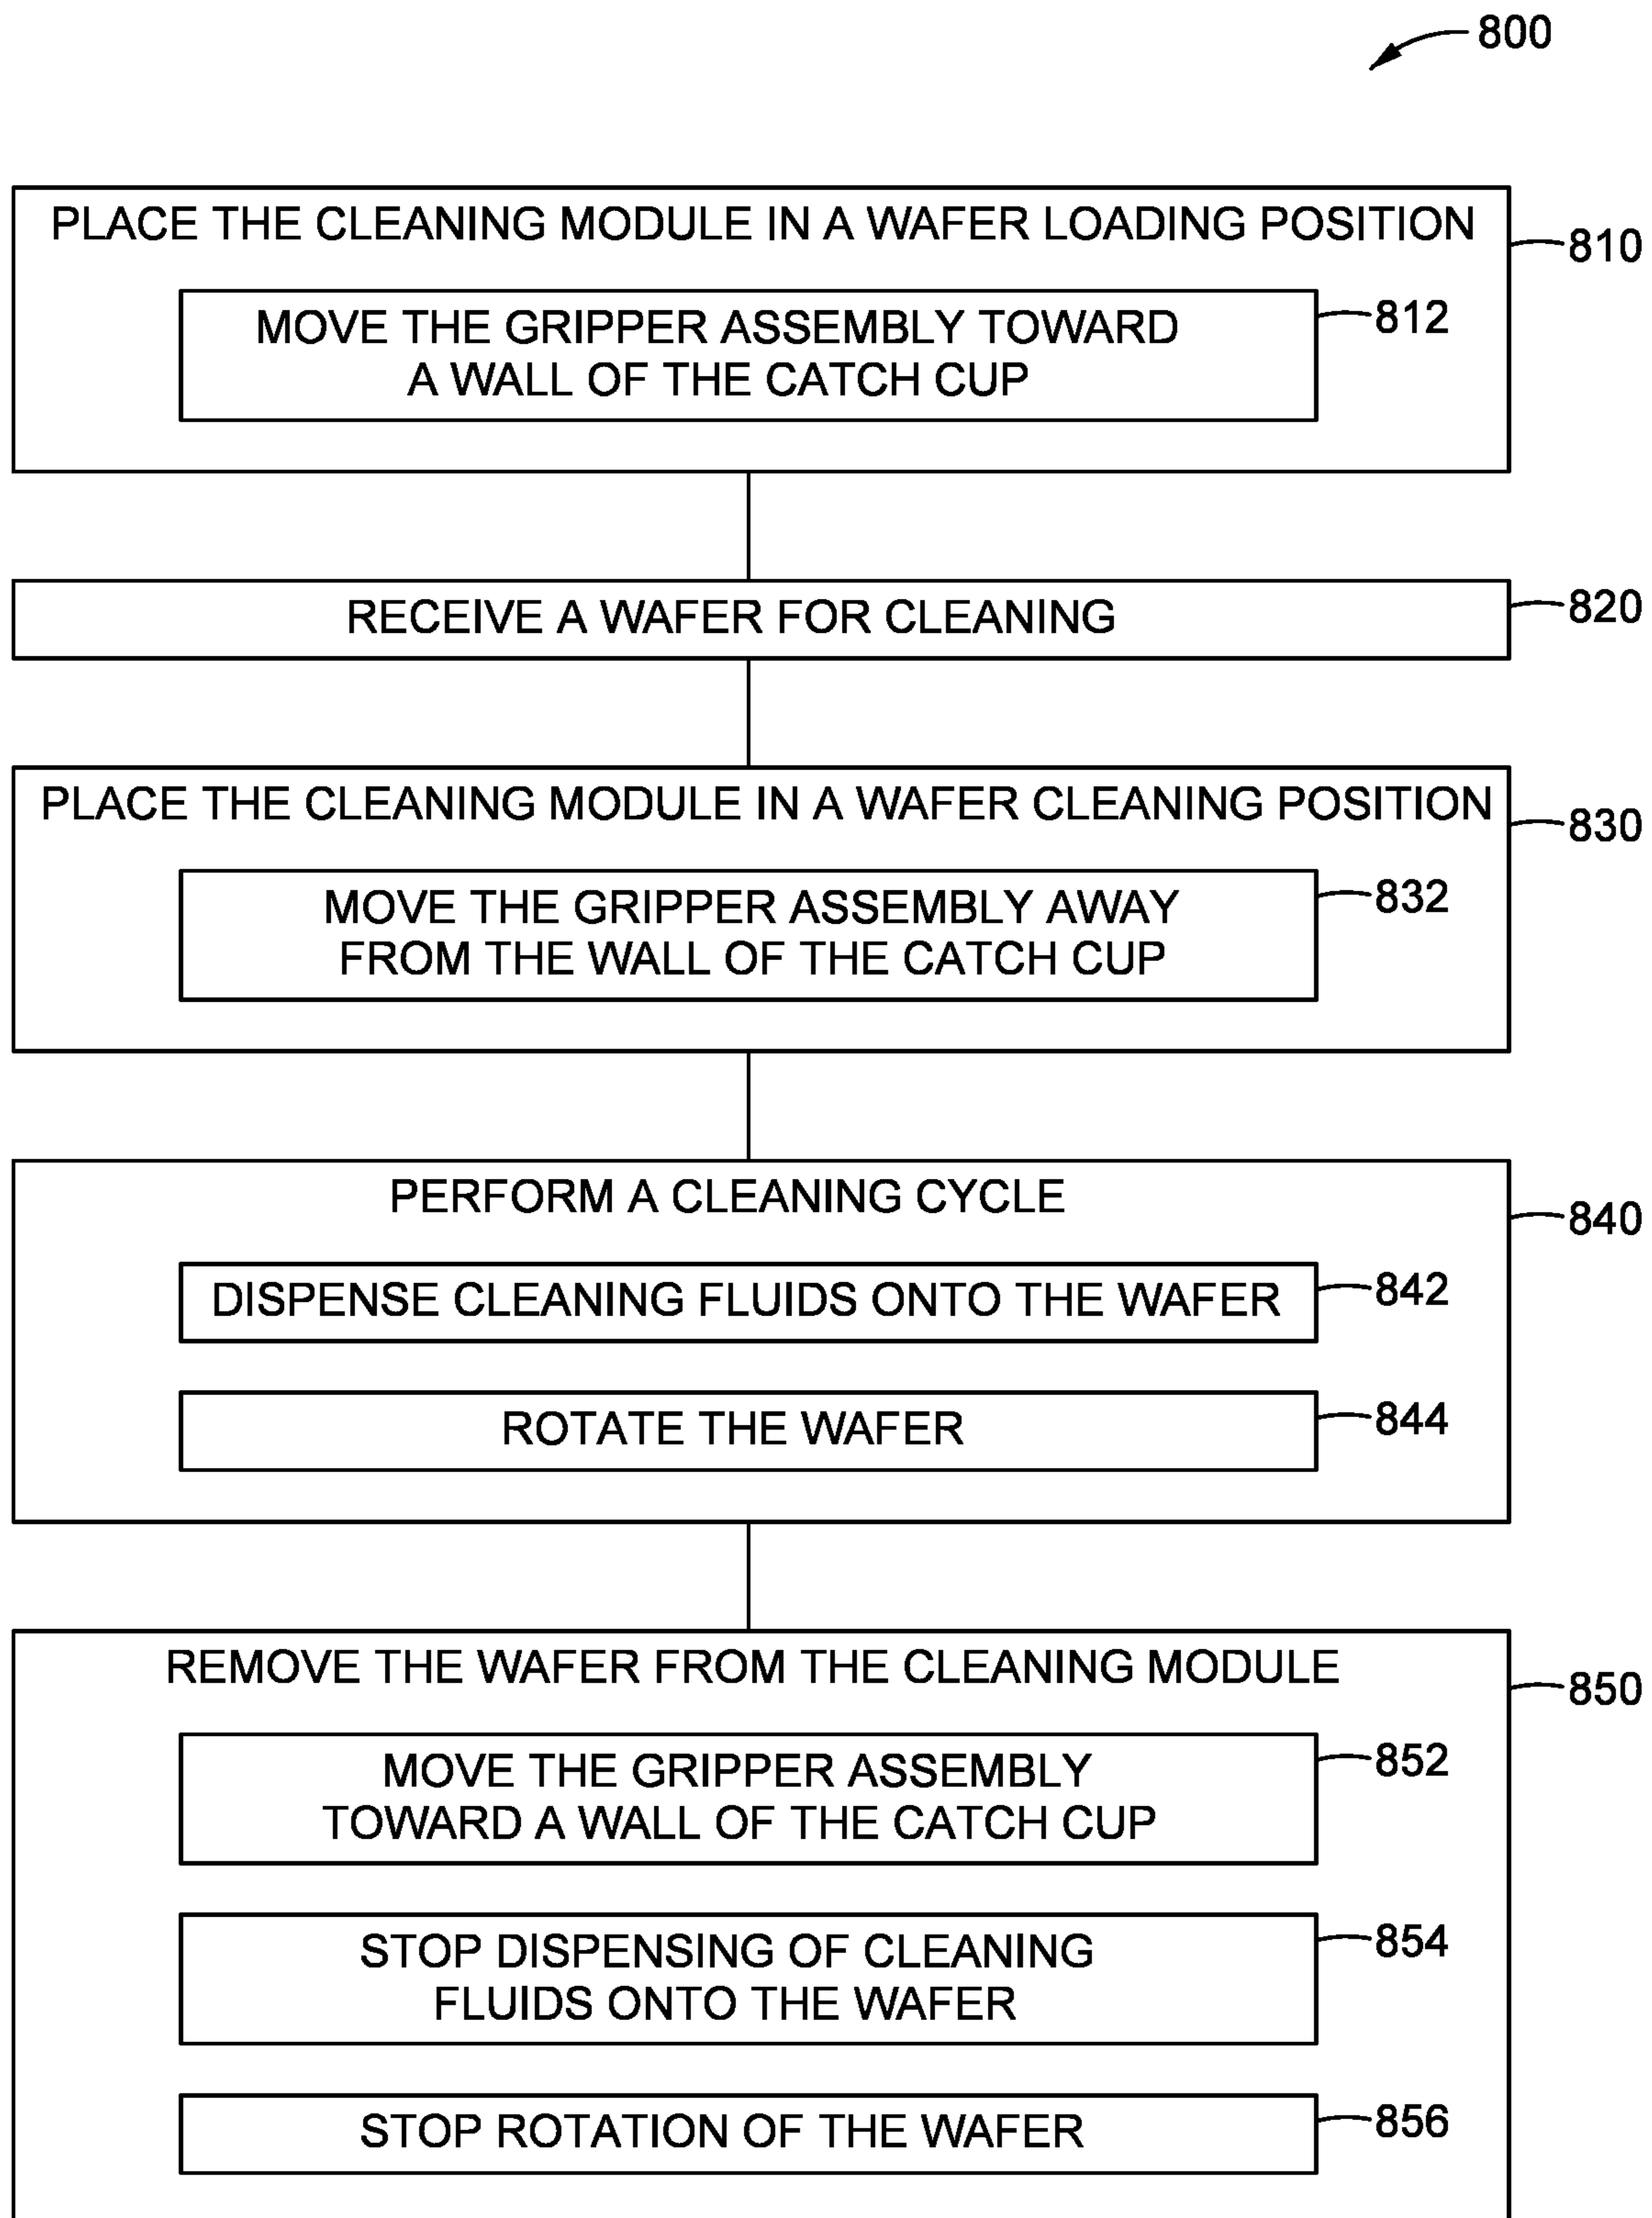 800
PLACE THE CLEANING MODULE IN A WAFER LOADING POSITION
810
MOVE THE GRIPPER ASSEMBLY TOWARD
A WALL OF THE CATCH CUP
812
RECEIVE A WAFER FOR CLEANING
820
PLACE THE CLEANING MODULE IN A WAFER CLEANING POSITION
830
MOVE THE GRIPPER ASSEMBLY AWAY
FROM THE WALL OF THE CATCH CUP
832
PERFORM A CLEANING CYCLE
840
DISPENSE CLEANING FLUIDS ONTO THE WAFER
842
ROTATE THE WAFER
844
REMOVE THE WAFER FROM THE CLEANING MODULE
850
MOVE THE GRIPPER ASSEMBLY
TOWARD A WALL OF THE CATCH CUP
852
STOP DISPENSING OF CLEANING
FLUIDS ONTO THE WAFER
854
STOP ROTATION OF THE WAFER
856